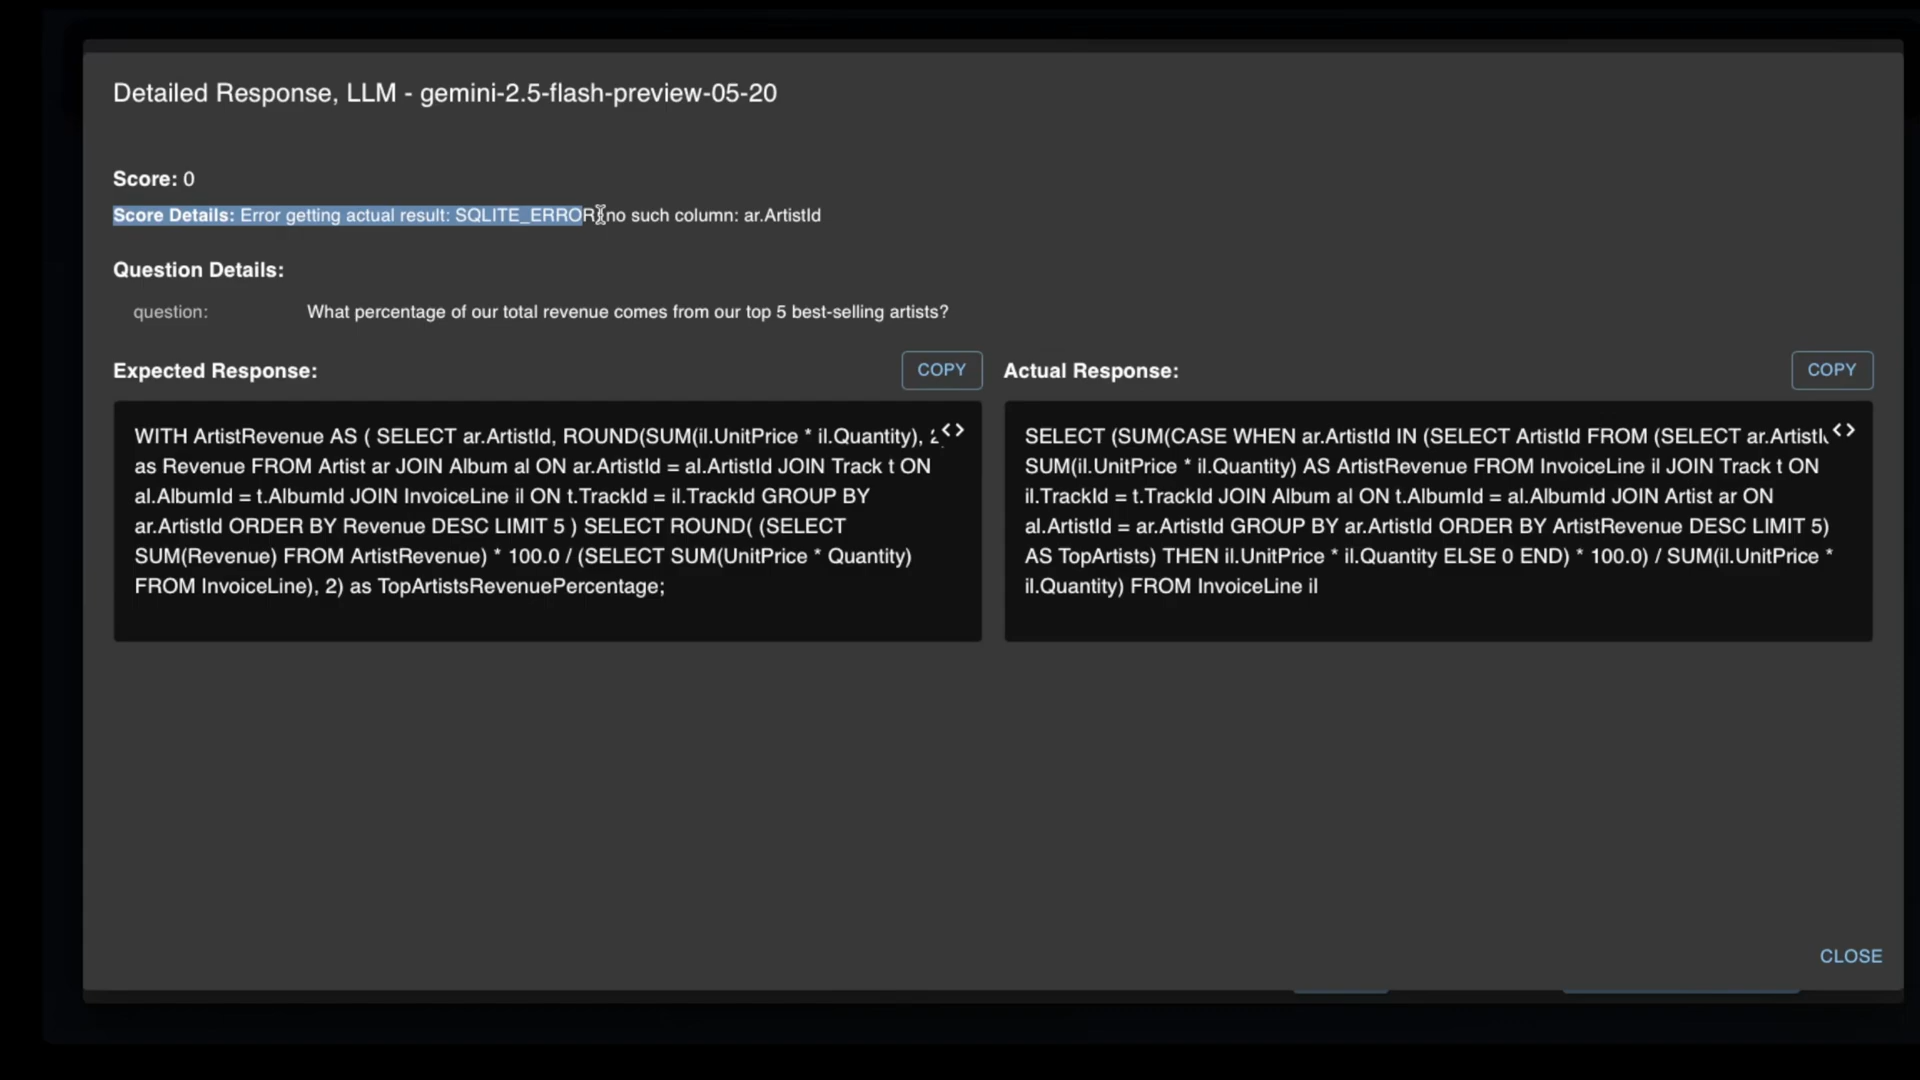 Detailed Response, LLM - gemini-2.5-flash-preview-05-20
Score: 0
Score Details: Error getting actual result: SQLITE_ERROR: no such column: ar.ArtistId
Question Details:
question: What percentage of our total revenue comes from our top 5 best-selling artists?
Expected Response:
COPY
WITH ArtistRevenue AS ( SELECT ar.ArtistId, ROUND(SUM(il.UnitPrice * il.Quantity),
as Revenue FROM Artist ar JOIN Album al ON ar.ArtistId = al.ArtistId JOIN Track t ON
al.AlbumId = t.AlbumId JOIN InvoiceLine il ON t.TrackId = il.TrackId GROUP BY
ar.ArtistId ORDER BY Revenue DESC LIMIT 5 ) SELECT ROUND( (SELECT
SUM(Revenue) FROM ArtistRevenue) * 100.0 / (SELECT SUM(UnitPrice * Quantity)
FROM InvoiceLine), 2) as TopArtistsRevenuePercentage;
Actual Response:
COPY
SELECT (SUM(CASE WHEN ar.ArtistId IN (SELECT ArtistId FROM (SELECT
SUM(il.UnitPrice * il.Quantity) AS ArtistRevenue FROM InvoiceLine il JOIN Track t ON
il.TrackId = t.TrackId JOIN Album al ON t.AlbumId = al.AlbumId JOIN Artist ar ON
al.ArtistId = ar.ArtistId GROUP BY ar.ArtistId ORDER BY ArtistRevenue DESC LIMIT 5)
AS TopArtists) THEN il.UnitPrice * il.Quantity ELSE 0 END) * 100.0) / SUM(il.UnitPrice *
il.Quantity) FROM InvoiceLine il
CLOSE